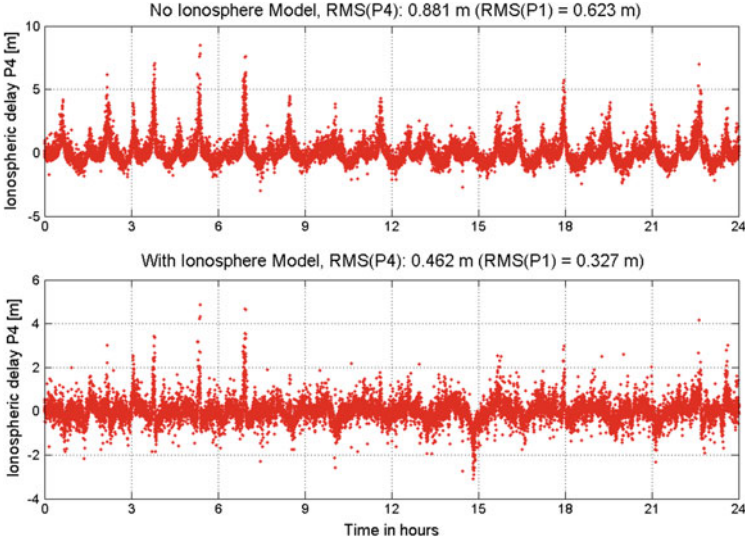 No Ionosphere Model, RMS(P4): 0.881 m (RMS(P1) = 0.623 m)
Ionospheric delay P4 [m]
10
5
0
-5
0 3 6 9 12 15 18 21 24
With Ionosphere Model, RMS(P4): 0.462 m (RMS(P1) = 0.327 m)
Ionospheric delay P4 [m]
6
4
2
0
-2
-4
0 3 6 9 12 15 18 21 24
Time in hours